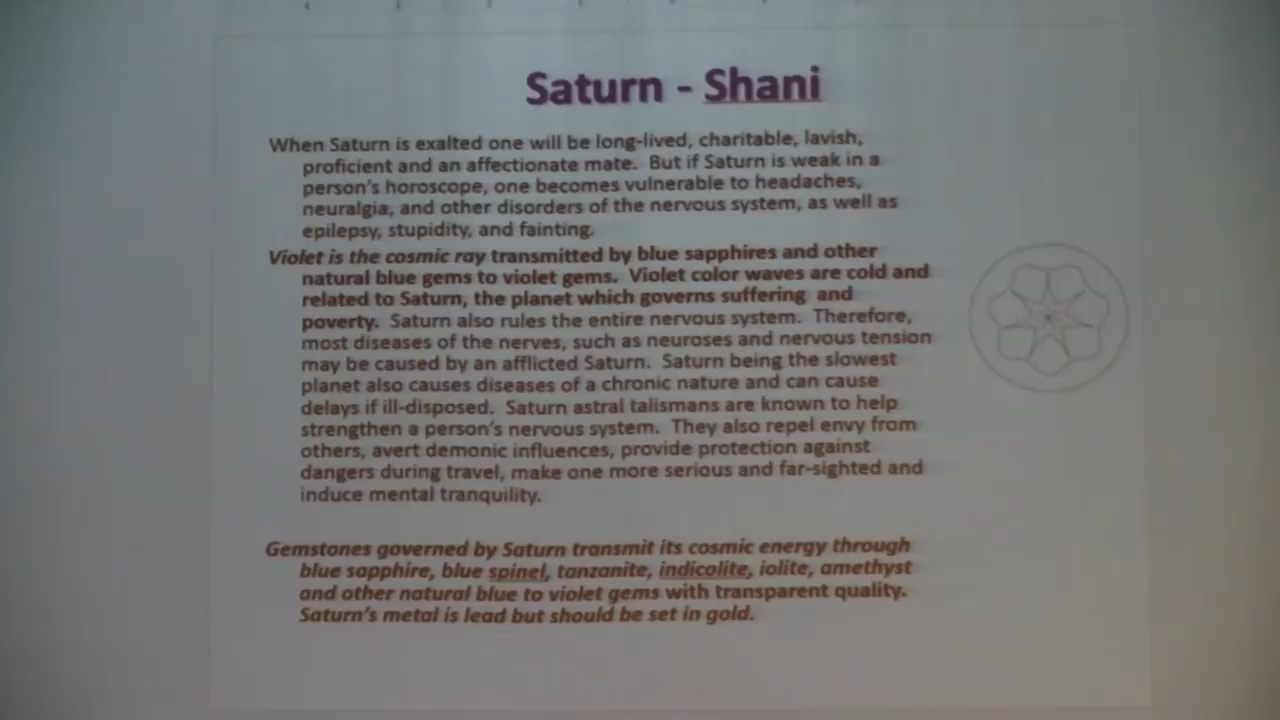 Saturn - Shani
When Saturn is exalted one will be long-lived, charitable, lavish,
proficient and an affectionate mate. But if Saturn is weak in a
person's horoscope, one becomes vulnerable to headaches,
neuralgia, and other disorders of the nervous system, as well as
epilepsy, stupidity, and fainting.
Violet is the cosmic ray transmitted by blue sapphires and other
natural blue gems to violet gems. Violet color waves are cold and
related to Saturn, the planet which governs suffering and
poverty. Saturn also rules the entire nervous system. Therefore,
most diseases of the nerves, such as neuroses and nervous tension
may be caused by an afflicted Saturn. Saturn being the slowest
planet also causes diseases of a chronic nature and can cause
delays if ill-disposed. Saturn astral talismans are known to help
strengthen a person's nervous system. They also repel envy from
others, avert demonic influences, provide protection against
dangers during travel, make one more serious and far-sighted and
induce mental tranquility.
Gemstones governed by Saturn transmit its cosmic energy through
blue sapphire, blue spinel, tanzanite, indicolite, iolite, amethyst
and other natural blue to violet gems with transparent quality.
Saturn's metal is lead but should be set in gold.